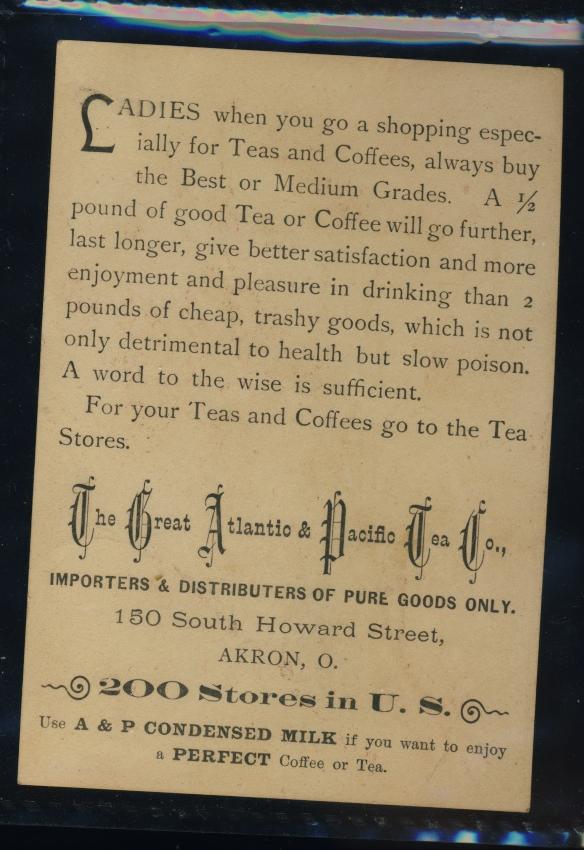 LADIES when you go a shopping espec-
ially for Teas and Coffees, always buy
the Best or Medium Grades. A ½
pound of good Tea or Coffee will go further,
last longer, give better satisfaction and more
enjoyment and pleasure in drinking than 2
pounds of cheap, trashy goods, which is not
only detrimental to health but slow poison.
A word to the wise is sufficient.
For your Teas and Coffees go to the Tea
Stores.
The Great Atlantic & Pacific Tea Co.,
IMPORTERS & DISTRIBUTERS OF PURE GOODS ONLY.
150 South Howard Street,
AKRON, O.
200 Stores in U. S.
Use A & P CONDENSED MILK if you want to enjoy
a PERFECT Coffee or Tea.